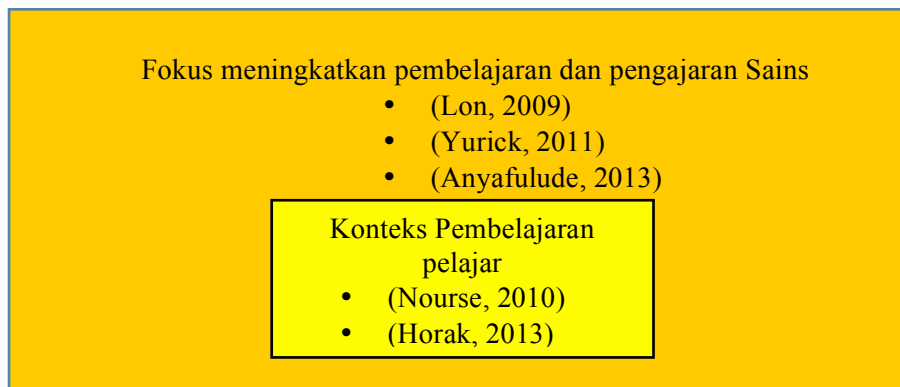 Fokus meningkatkan pembelajaran dan pengajaran Sains
• (Lon, 2009)
• (Yurick, 2011)
• (Anyafulude, 2013)
Konteks Pembelajaran
pelajar
• (Nourse, 2010)
• (Horak, 2013)